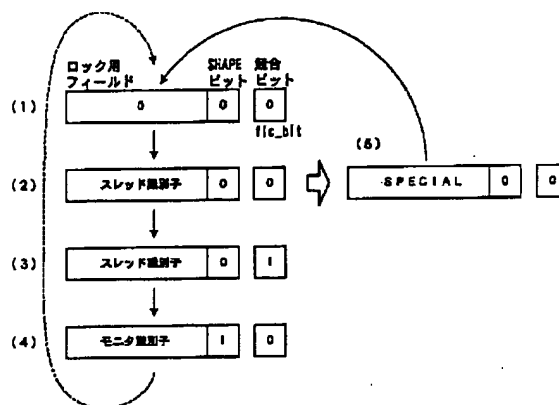 ロック用 SHAPE 競合
フィールド ビット ビット
(1) 0 0 0
flc_bit
(5)
(2) スレッド識別子 0 0 SPECIAL 0 0
(3) スレッド識別子 0 1
(4) モニタ識別子 1 0